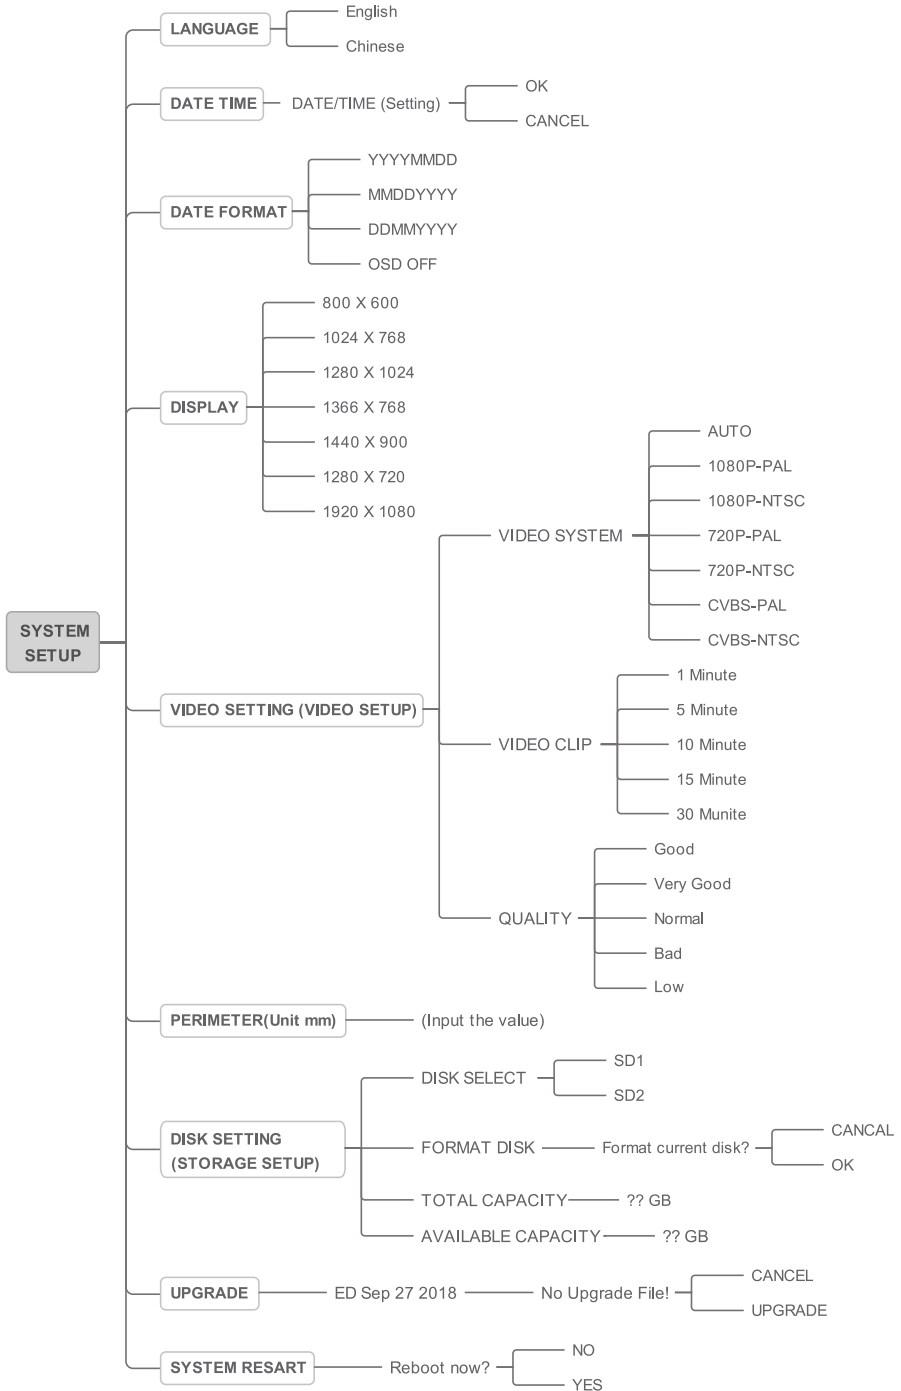 SYSTEM
SETUP
LANGUAGE
English
Chinese
DATE TIME
DATE/TIME (Setting)
OK
CANCEL
DATE FORMAT
YYYYMMDD
MMDDYYYY
DDMMYYYY
OSD OFF
DISPLAY
800 X 600
1024 X 768
1280 X 1024
1366 X 768
1440 X 900
1280 X 720
1920 X 1080
VIDEO SETTING (VIDEO SETUP)
VIDEO SYSTEM
AUTO
1080P-PAL
1080P-NTSC
720P-PAL
720P-NTSC
CVBS-PAL
CVBS-NTSC
VIDEO CLIP
1 Minute
5 Minute
10 Minute
15 Minute
30 Munite
QUALITY
Good
Very Good
Normal
Bad
Low
PERIMETER(Unit mm)
(Input the value)
DISK SETTING
(STORAGE SETUP)
DISK SELECT
SD1
SD2
FORMAT DISK
Format current disk?
CANCAL
OK
TOTAL CAPACITY
?? GB
AVAILABLE CAPACITY
?? GB
UPGRADE
ED Sep 27 2018
No Upgrade File!
CANCEL
UPGRADE
SYSTEM RESART
Reboot now?
NO
YES